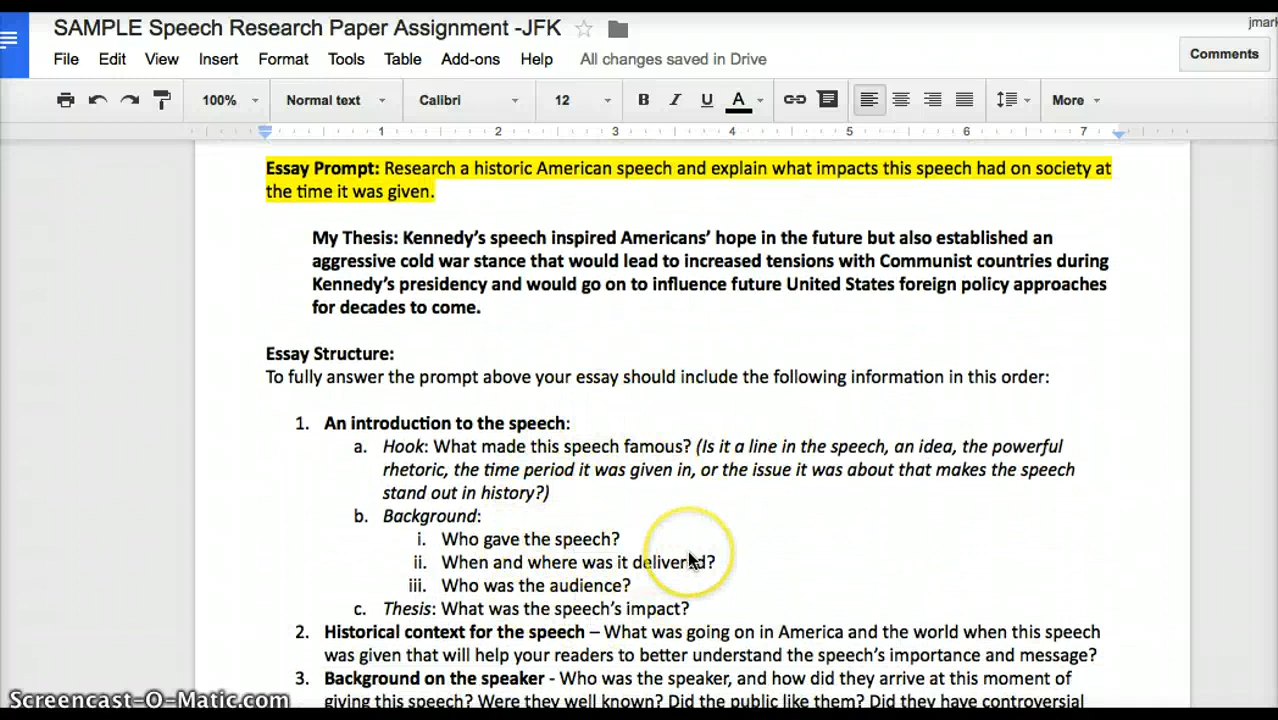 SAMPLE Speech Research Paper Assignment -JFK
jmark
File Edit View Insert Format Tools Table Add-ons Help All changes saved in Drive
Comments
100% Normal text Calibri 12 B I U A More
1 2 3 4 5 6 7
Essay Prompt: Research a historic American speech and explain what impacts this speech had on society at
the time it was given.
My Thesis: Kennedy’s speech inspired Americans’ hope in the future but also established an
aggressive cold war stance that would lead to increased tensions with Communist countries during
Kennedy’s presidency and would go on to influence future United States foreign policy approaches
for decades to come.
Essay Structure:
To fully answer the prompt above your essay should include the following information in this order:
1. An introduction to the speech:
a. Hook: What made this speech famous? (Is it a line in the speech, an idea, the powerful
rhetoric, the time period it was given in, or the issue it was about that makes the speech
stand out in history?)
b. Background:
i. Who gave the speech?
ii. When and where was it delivered?
iii. Who was the audience?
c. Thesis: What was the speech’s impact?
2. Historical context for the speech – What was going on in America and the world when this speech
was given that will help your readers to better understand the speech’s importance and message?
3. Background on the speaker - Who was the speaker, and how did they arrive at this moment of
giving this speech? Were they well known? Did the public like them? Did they have controversial
Screencast-O-Matic.com